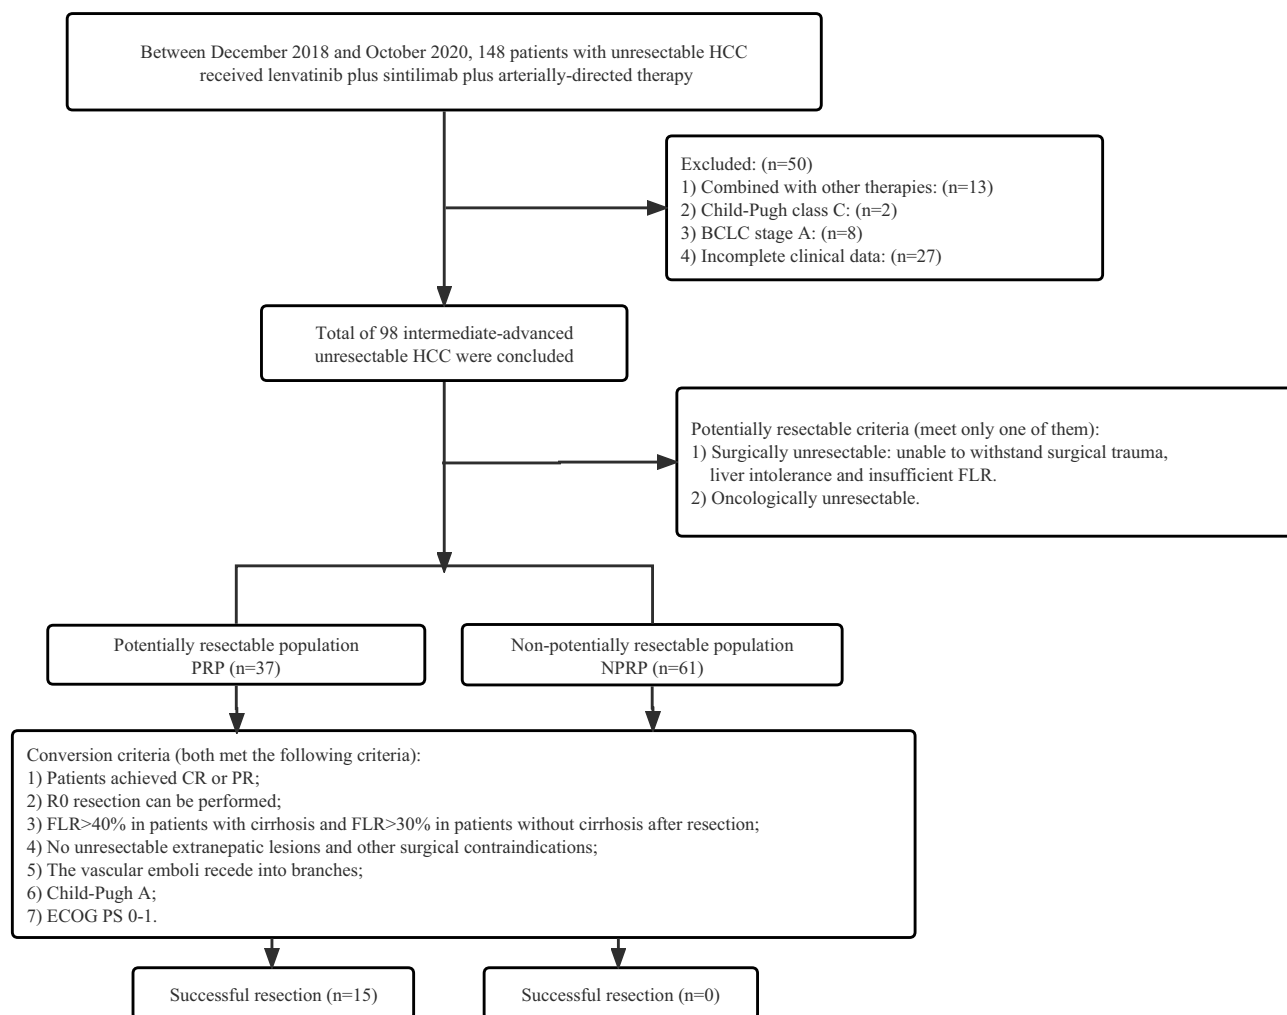 Between December 2018 and October 2020, 148 patients with unresectable HCC
received lenvatinib plus sintilimab plus arterially-directed therapy
Excluded: (n=50)
1) Combined with other therapies: (n=13)
2) Child-Pugh class C: (n=2)
3) BCLC stage A: (n=8)
4) Incomplete clinical data: (n=27)
Total of 98 intermediate-advanced
unresectable HCC were concluded
Potentially resectable criteria (meet only one of them):
1) Surgically unresectable: unable to withstand surgical trauma,
liver intolerance and insufficient FLR.
2) Oncologically unresectable.
Potentially resectable population
PRP (n=37)
Non-potentially resectable population
NPRP (n=61)
Conversion criteria (both met the following criteria):
1) Patients achieved CR or PR;
2) R0 resection can be performed;
3) FLR>40% in patients with cirrhosis and FLR>30% in patients without cirrhosis after resection;
4) No unresectable extranepatic lesions and other surgical contraindications;
5) The vascular emboli recede into branches;
6) Child-Pugh A;
7) ECOG PS 0-1.
Successful resection (n=15)
Successful resection (n=0)